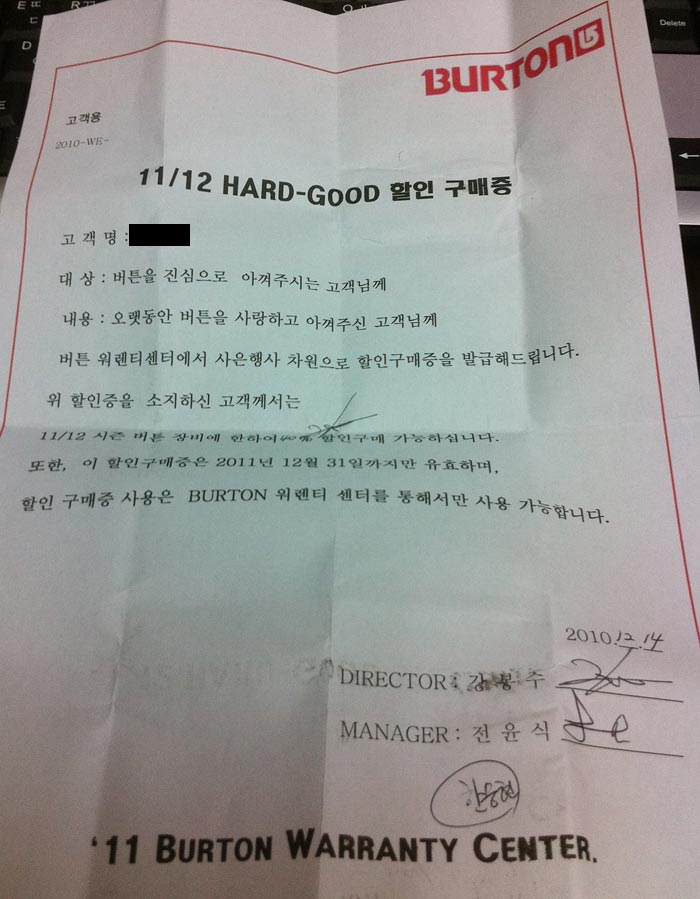 BURTON
고객용
2010-WE-
11/12 HARD-GOOD 할인 구매증
고 객 명 :
대 상 : 버튼을 진심으로 아껴주시는 고객님께
내용 : 오랫동안 버튼을 사랑하고 아껴주신 고객님께
버튼 워렌티센터에서 사은행사 차원으로 할인구매증을 발급해드립니다.
위 할인증을 소지하신 고객께서는
11/12 시즌 버튼 장비에 한하여 40% 할인구매 가능하십니다.
또한, 이 할인구매증은 2011년 12월 31일까지만 유효하며,
할인 구매증 사용은 BURTON 워렌티 센터를 통해서만 사용 가능합니다.
2010.12.14
DIRECTOR : 강 봉 주
MANAGER : 전 윤 식
'11 BURTON WARRANTY CENTER.
Delete